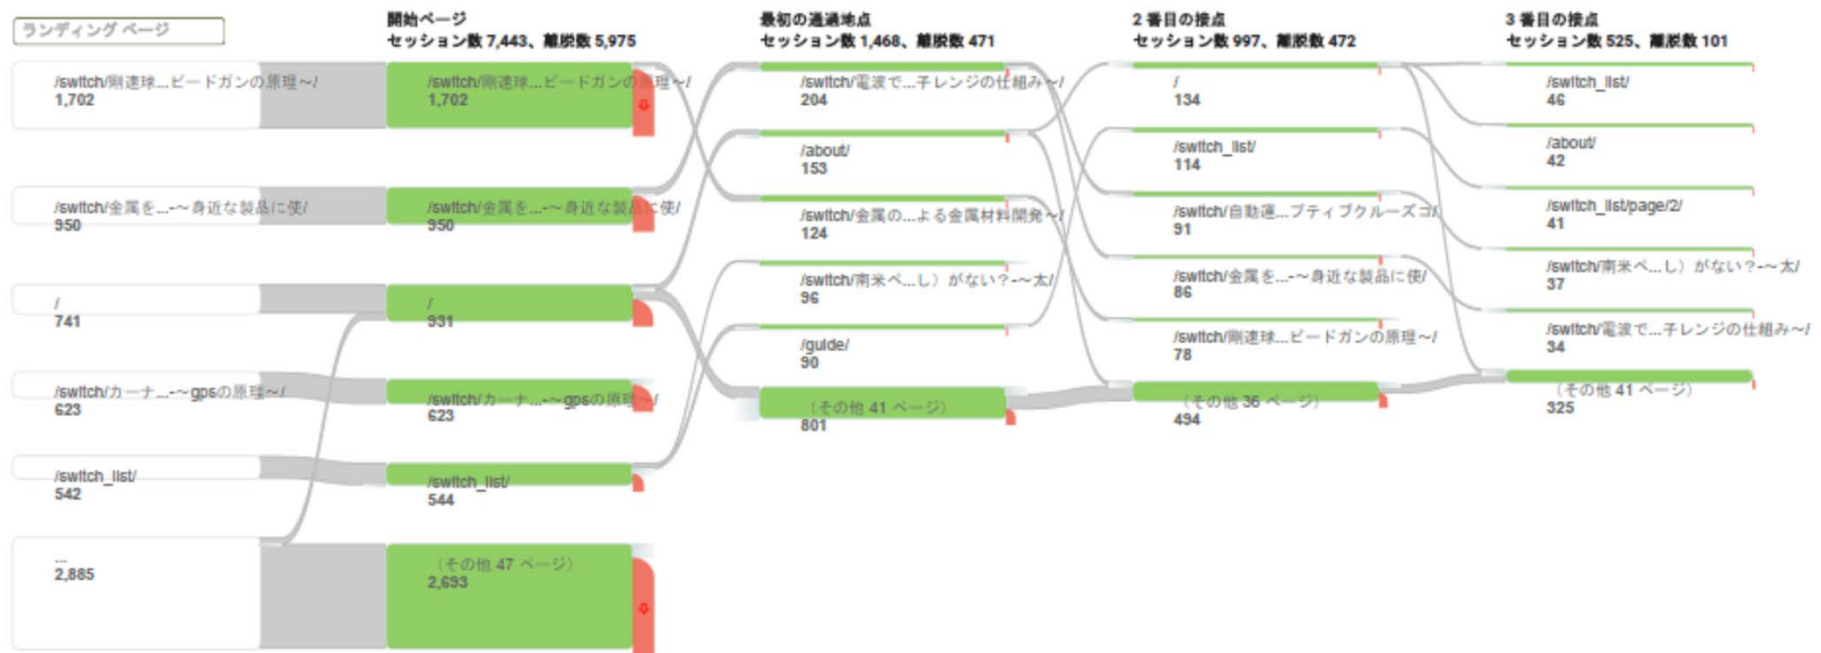 ランディング ページ
開始ページ
セッション数 7,443、離脱数 5,975
最初の通過地点
セッション数 1,468、離脱数 471
2 番目の接点
セッション数 997、離脱数 472
3 番目の接点
セッション数 525、離脱数 101
/switch/剛速球...ピードガンの原理～/
1,702
/switch/金属を...-～身近な製品に使/
950
/
741
/switch/カーナ...-～gpsの原理～/
623
/switch_list/
542
...
2,885
/switch/剛速球...ピードガンの原理～/
1,702
/switch/金属を...-～身近な製品に使/
950
/
931
/switch/カーナ...-～gpsの原理～/
623
/switch_list/
544
（その他 47 ページ）
2,693
/switch/電波で...子レンジの仕組み～/
204
/about/
153
/switch/金属の...よる金属材料開発～/
124
/switch/南米ペ...し）がない？-～太/
96
/guide/
90
（その他 41 ページ）
801
/
134
/switch_list/
114
/switch/自動運...プティブクルーズコ/
91
/switch/金属を...-～身近な製品に使/
86
/switch/剛速球...ピードガンの原理～/
78
（その他 36 ページ）
494
/switch_list/
46
/about/
42
/switch_list/page/2/
41
/switch/南米ペ...し）がない？-～太/
37
/switch/電波で...子レンジの仕組み～/
34
（その他 41 ページ）
325